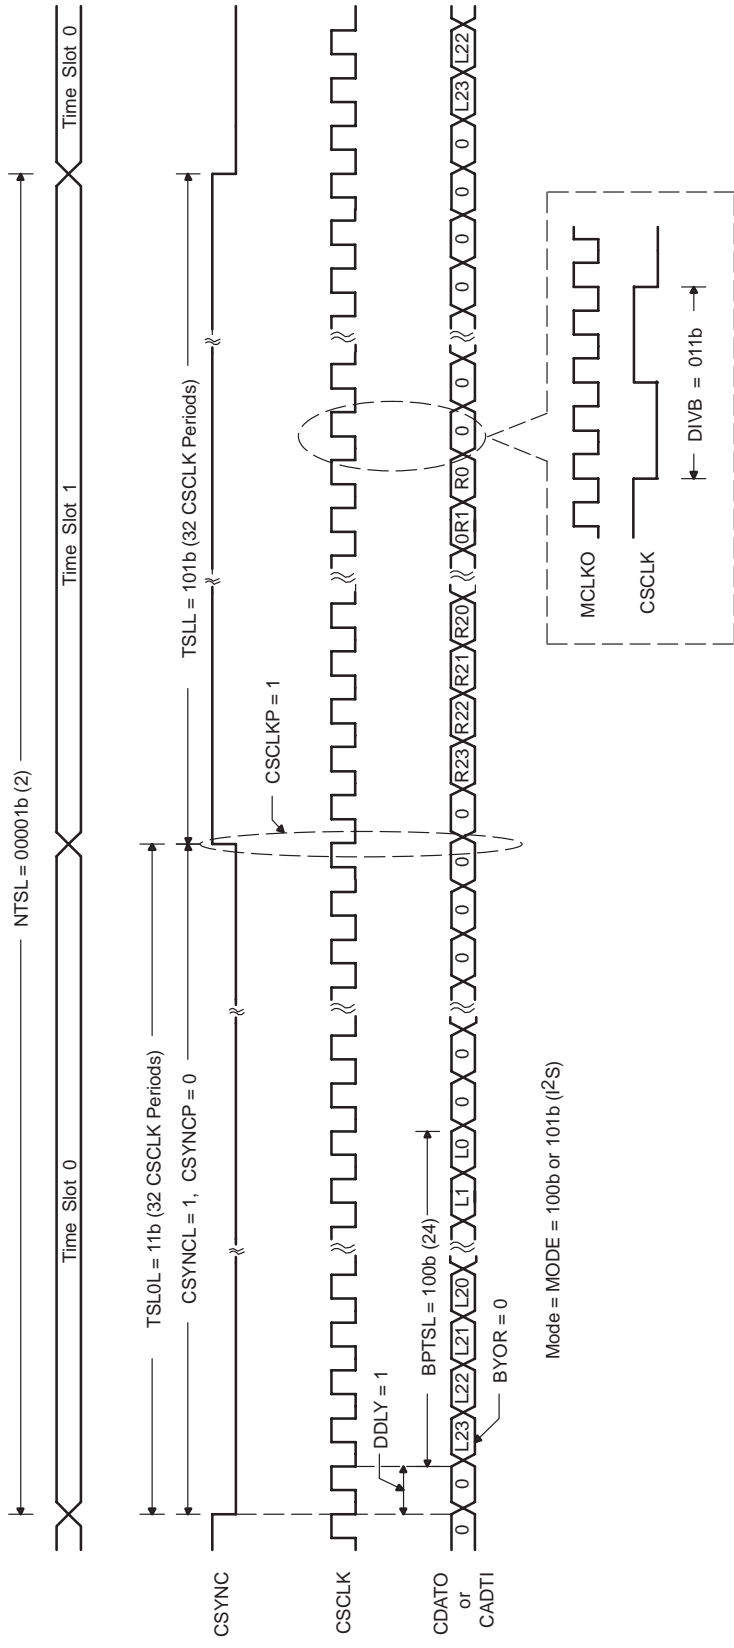 NTSL = 00001b (2)
Time Slot 0
Time Slot 1
Time Slot 0
TSL0L = 11b (32 CSCLK Periods)
TSLL = 101b (32 CSCLK Periods)
CSYNCL = 1, CSYNCP = 0
CSYNC
CSCLKP = 1
CSCLK
DDLY = 1
BPTSL = 100b (24)
CDATO
or
CADTI
0 0 L23 L22 L21 L20 L1 L0 0 0 0 0 0 0 R23 R22 R21 R20 0R1 R0 0 0 0 0 0 0 L23 L22
BYOR = 0
Mode = MODE = 100b or 101b (I²S)
MCLKO
CSCLK
DIVB = 011b